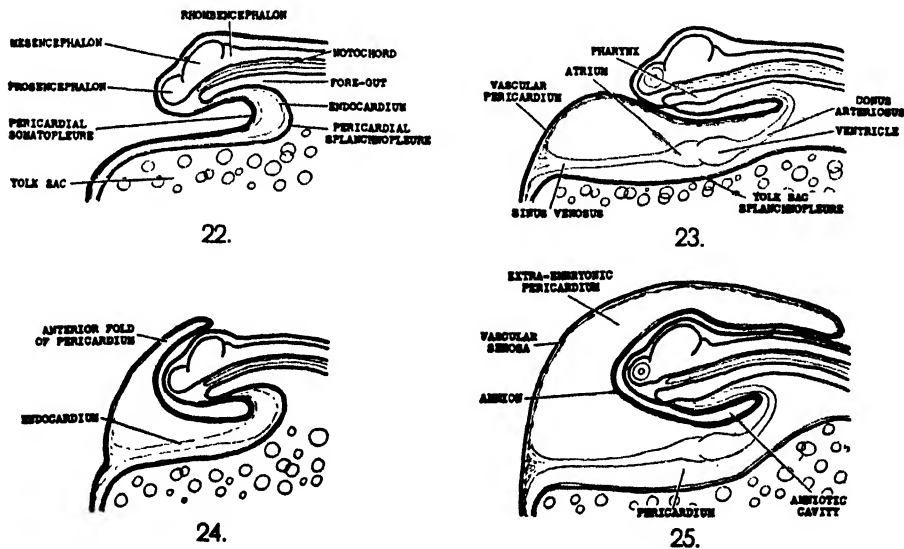 RHOMBENCEPHALON
MESENCEPHALON
NOTOCHORD
PROSENCEPHALON
FORE-GUT
ENDOCARDIUM
PERICARDIAL
SOMATOPLEURE
PERICARDIAL
SPLANCHNOPLEURE
YOLK SAC
22.
PHARYNX
ATRIUM
VASCULAR
PERICARDIUM
CONUS
ARTERIOSUS
VENTRICLE
SINUS VENOSUS
YOLK SAC
SPLANCHNOPLEURE
23.
ANTERIOR FOLD
OF PERICARDIUM
ENDOCARDIUM
24.
EXTRA-EMBRYONIC
PERICARDIUM
VASCULAR
SEROSA
AMNION
PERICARDIUM
AMNIOTIC
CAVITY
25.